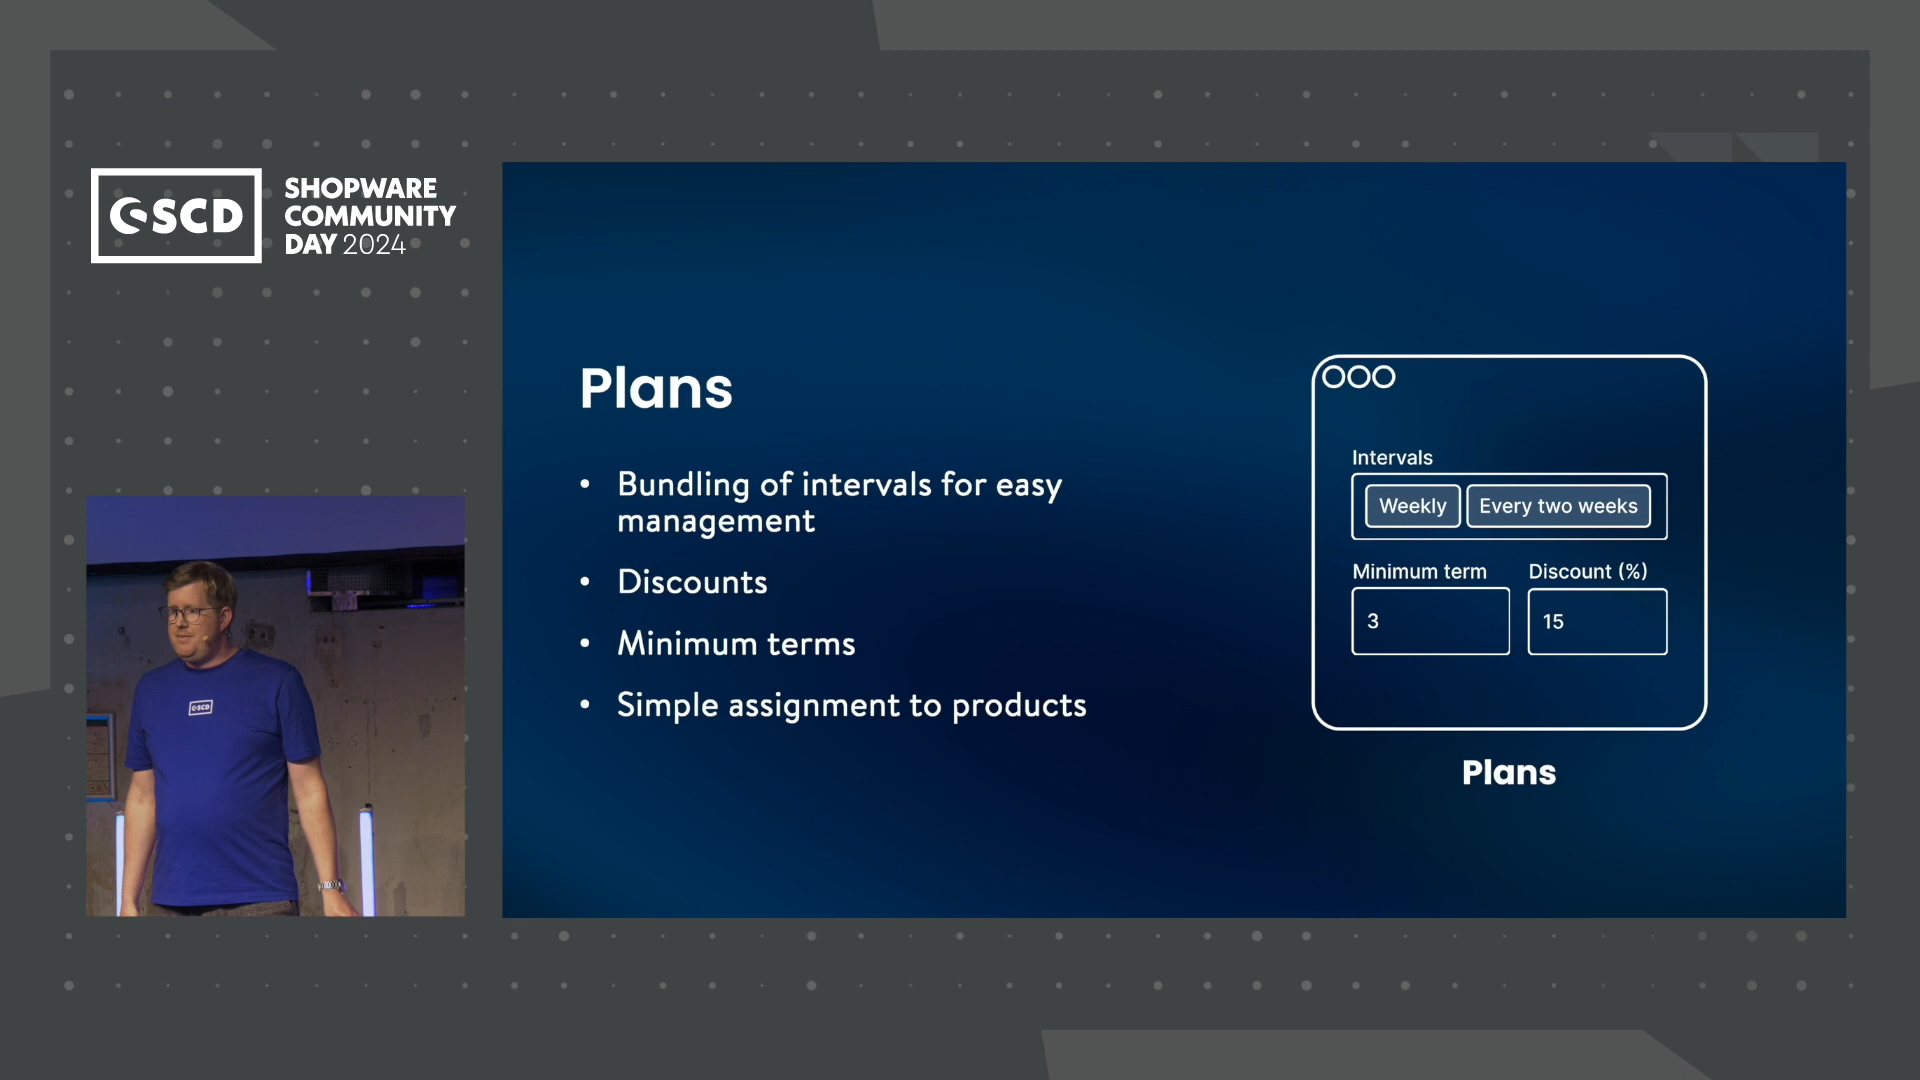 SCD
SHOPWARE
COMMUNITY
DAY 2024
Plans
• Bundling of intervals for easy
management
• Discounts
• Minimum terms
• Simple assignment to products
Intervals
Weekly
Every two weeks
Minimum term
Discount (%)
3
15
Plans
SCD